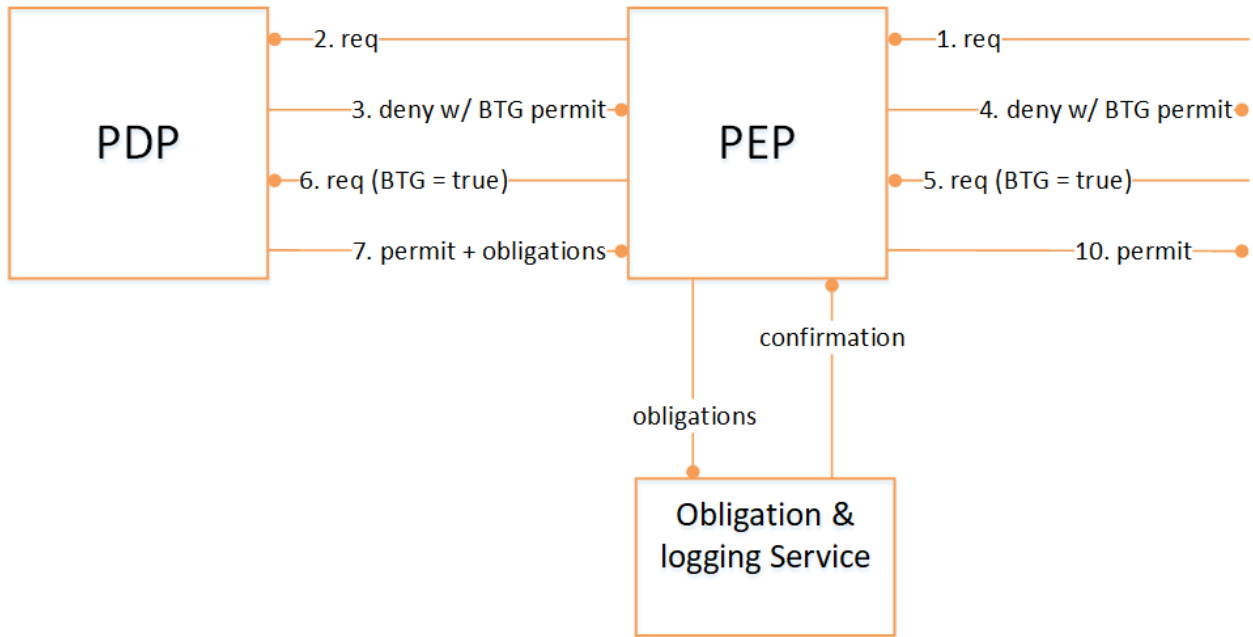 2. req
1. req
3. deny w/ BTG permit
4. deny w/ BTG permit
PDP
PEP
6. req (BTG = true)
5. req (BTG = true)
7. permit + obligations
10. permit
confirmation
obligations
Obligation &
logging Service